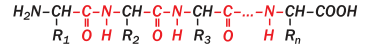 H₂N–CH–C–N–CH–C–N–CH–C–...–N–CH–COOH
R₁ O H R₂ O H R₃ O H Rₙ